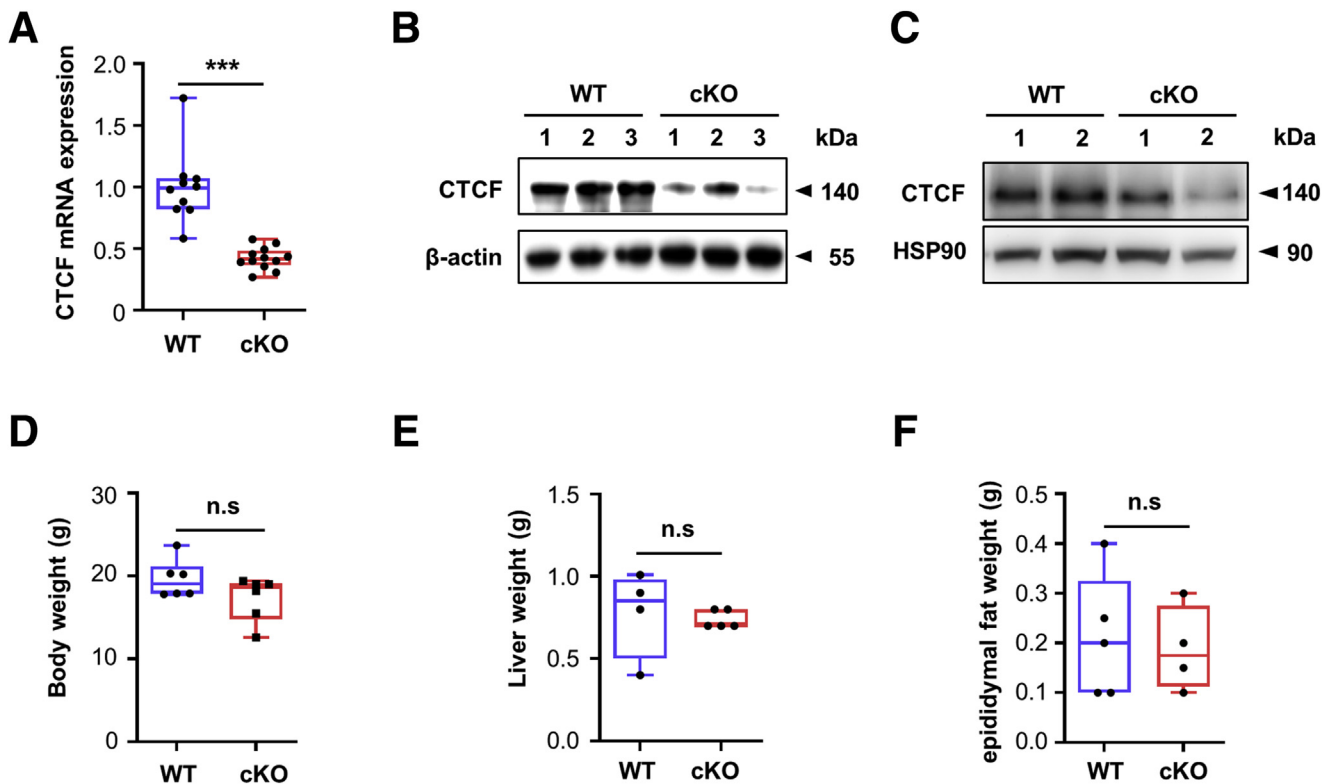 A
CTCF mRNA expression
2.0
1.5
1.0
0.5
0
***
WT
cKO
B
WT
cKO
1 2 3 1 2 3 kDa
CTCF
140
β-actin
55
C
WT
cKO
1 2 1 2 kDa
CTCF
140
HSP90
90
D
Body weight (g)
30
20
10
0
n.s
WT
cKO
E
Liver weight (g)
1.5
1.0
0.5
0.0
n.s
WT
cKO
F
epididymal fat weight (g)
0.5
0.4
0.3
0.2
0.1
0.0
n.s
WT
cKO